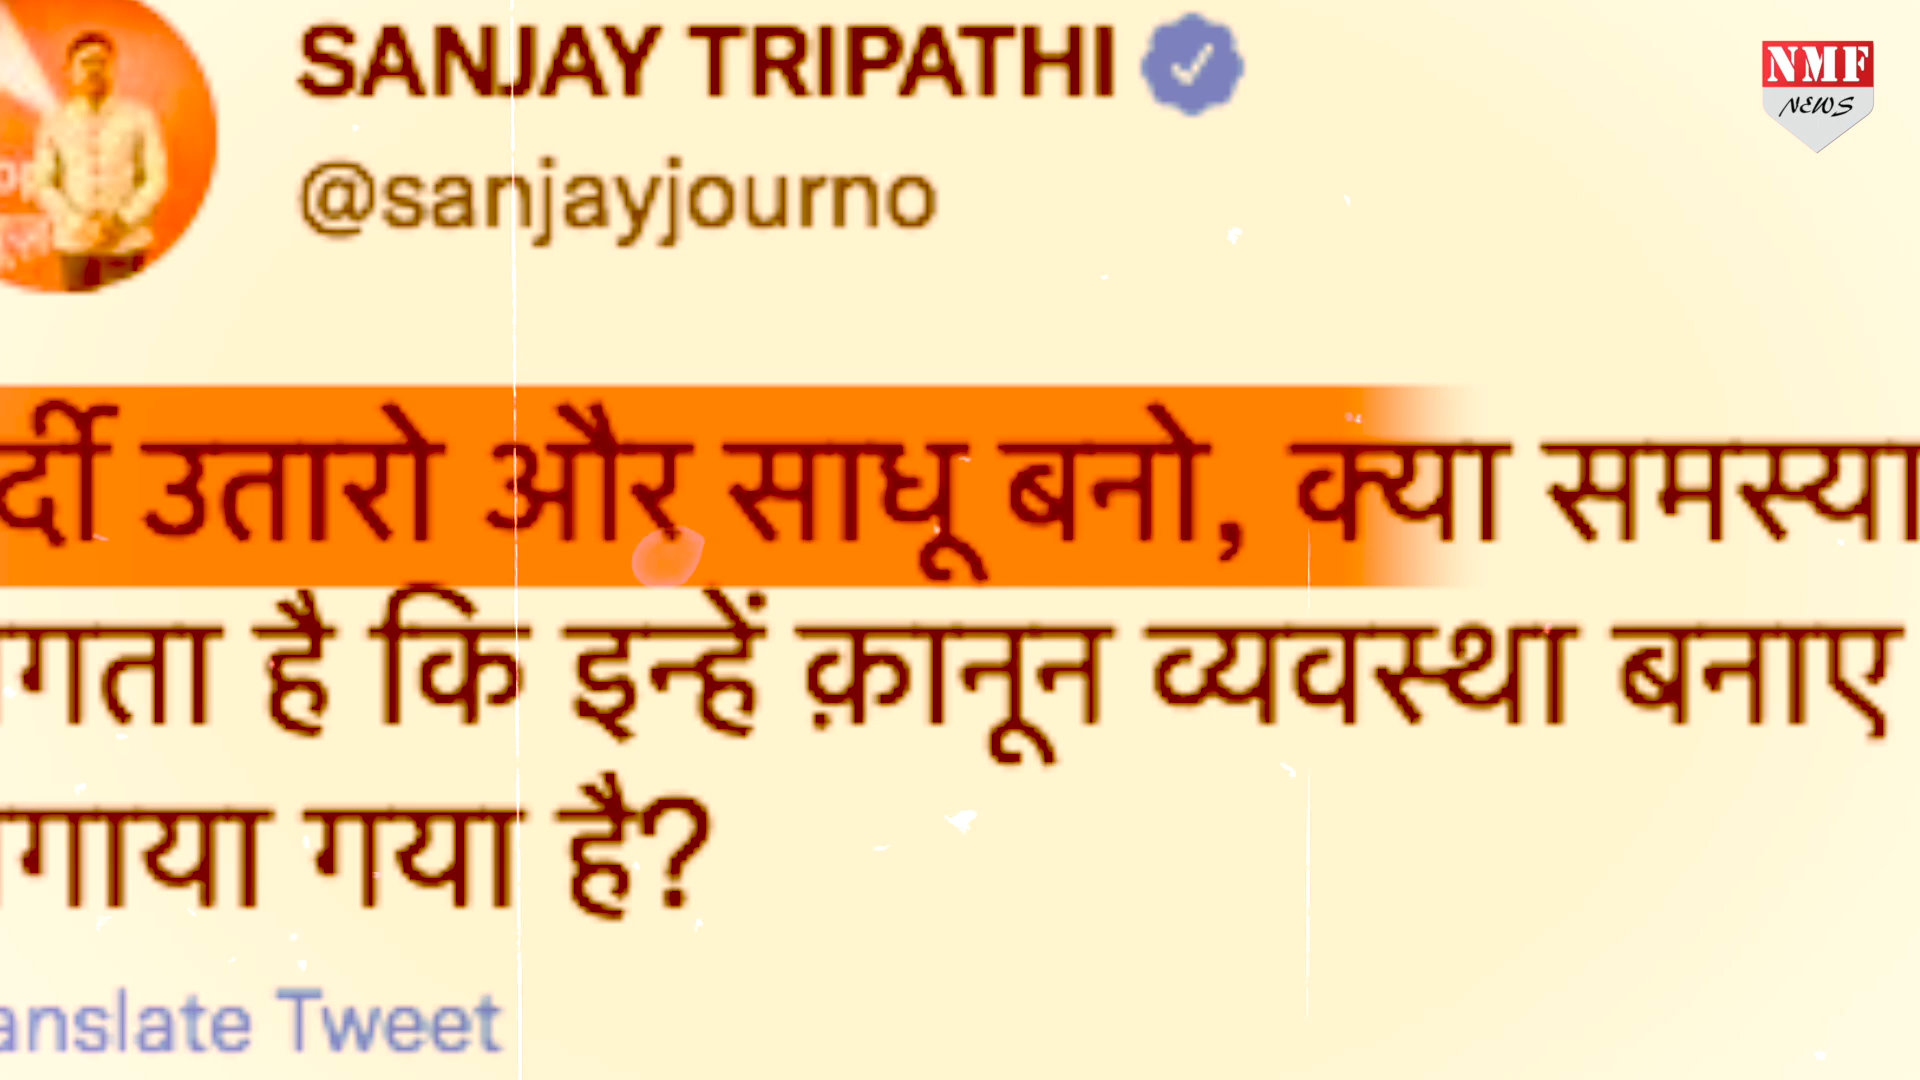 SANJAY TRIPATHI
@sanjayjourno
NMF
NEWS
र्दी उतारो और साधू बनो, क्या समस्या
गता है कि इन्हें क़ानून व्यवस्था बनाए
गाया गया है?
anslate Tweet